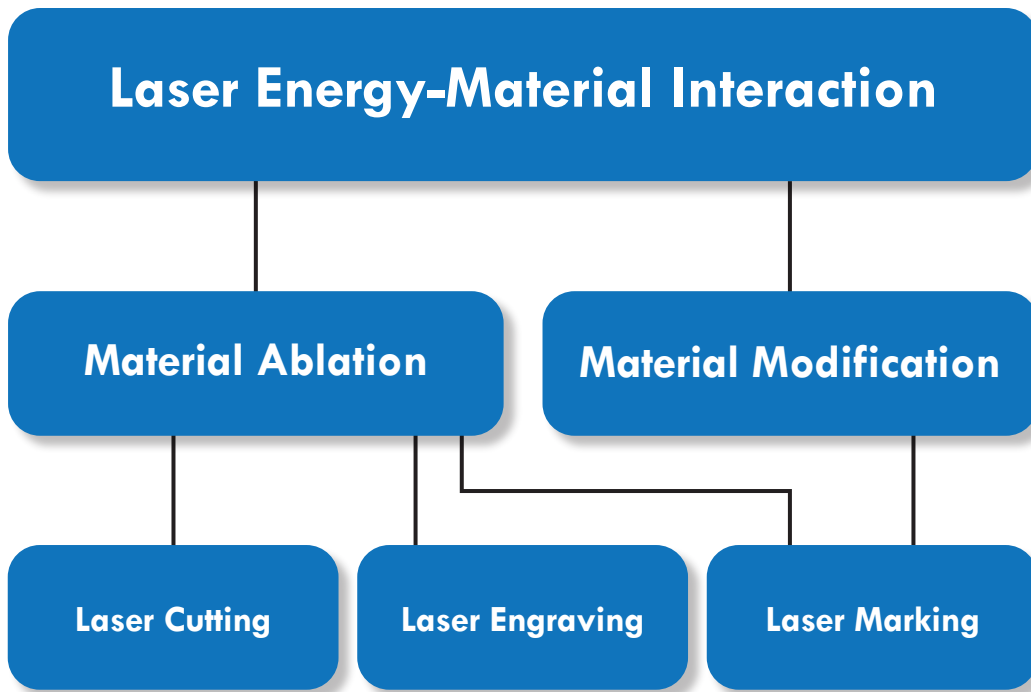 Laser Energy-Material Interaction
Material Ablation
Material Modification
Laser Cutting
Laser Engraving
Laser Marking